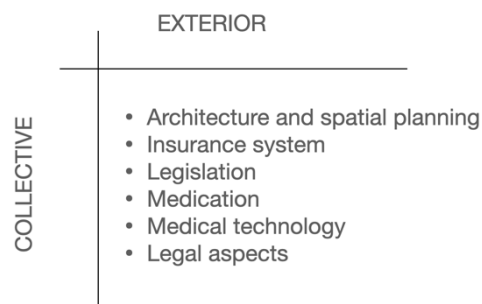 EXTERIOR
COLLECTIVE
• Architecture and spatial planning
• Insurance system
• Legislation
• Medication
• Medical technology
• Legal aspects